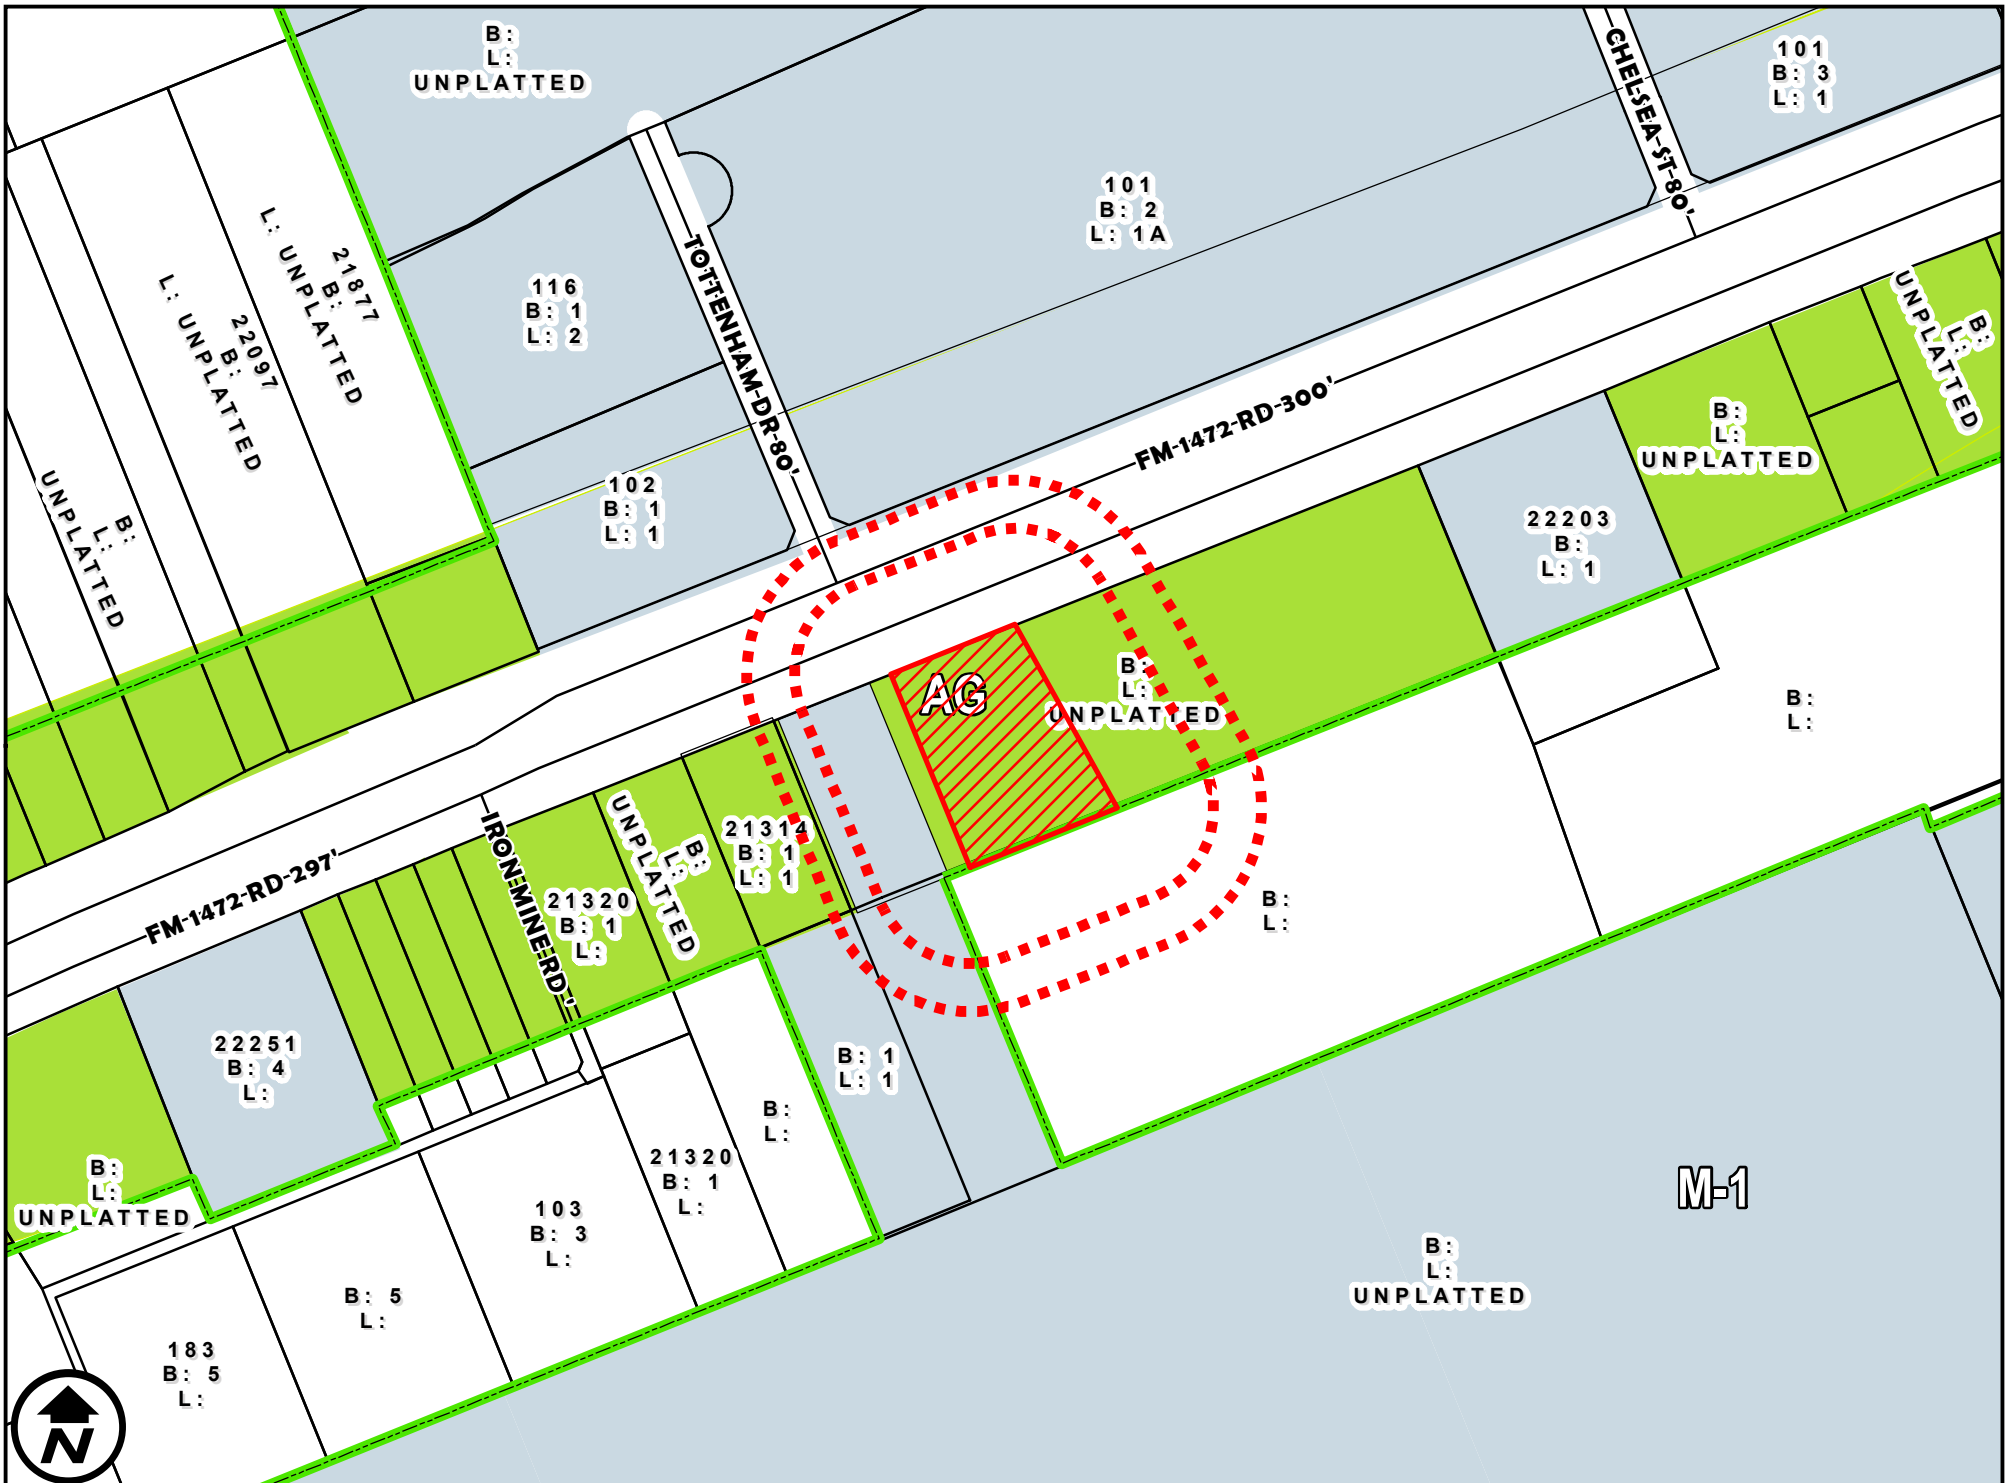 B:
L:
UNPLATTED
CHELSEA-ST-80'
101
B: 3
L: 1
101
B: 2
L: 1A
21877
B:
L: UNPLATTED
22097
B:
L: UNPLATTED
B:
L:
UNPLATTED
116
B: 1
L: 2
TOTTENHAM-DR-80'
102
B: 1
L: 1
FM-1472-RD-300'
B:
L:
UNPLATTED
B:
L:
UNPLATTED
22203
B:
L: 1
AG
B:
L:
UNPLATTED
B:
L:
FM-1472-RD-297'
IRON-MINE-RD '
21320
B: 1
L:
B:
L:
UNPLATTED
21314
B: 1
L: 1
B:
L:
22251
B: 4
L:
B: 1
L: 1
B:
L:
UNPLATTED
103
B: 3
L:
21320
B: 1
L:
B:
L:
M-1
B:
L:
UNPLATTED
B: 5
L:
183
B: 5
L:
N